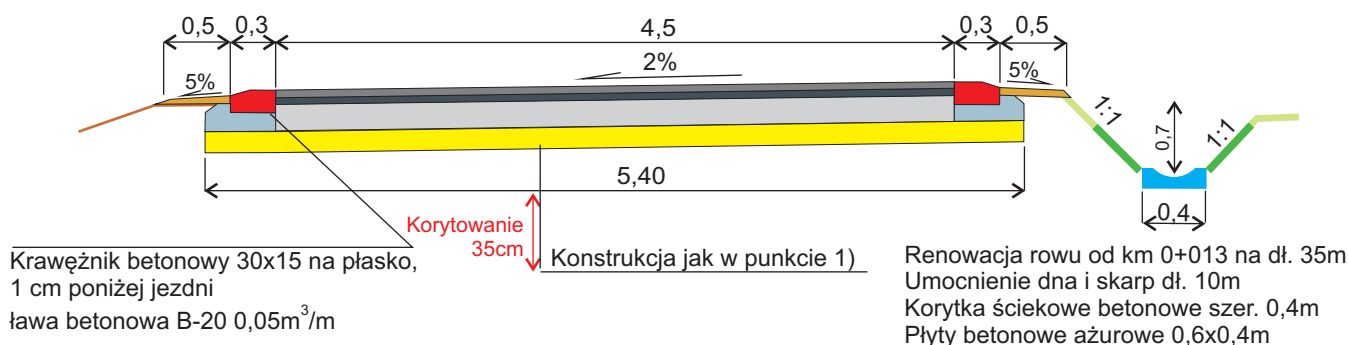 0,5 0,3 4,5 0,3 0,5
5% 2% 5%
1:1 0,7 1:1
5,40
0,4
Korytowanie
35cm
Konstrukcja jak w punkcie 1)
Krawężnik betonowy 30x15 na płasko,
1 cm poniżej jezdni
ława betonowa B-20 0,05m³/m
Renowacja rowu od km 0+013 na dł. 35m
Umocnienie dna i skarp dł. 10m
Korytka ściekowe betonowe szer. 0,4m
Płyty betonowe ażurowe 0,6x0,4m